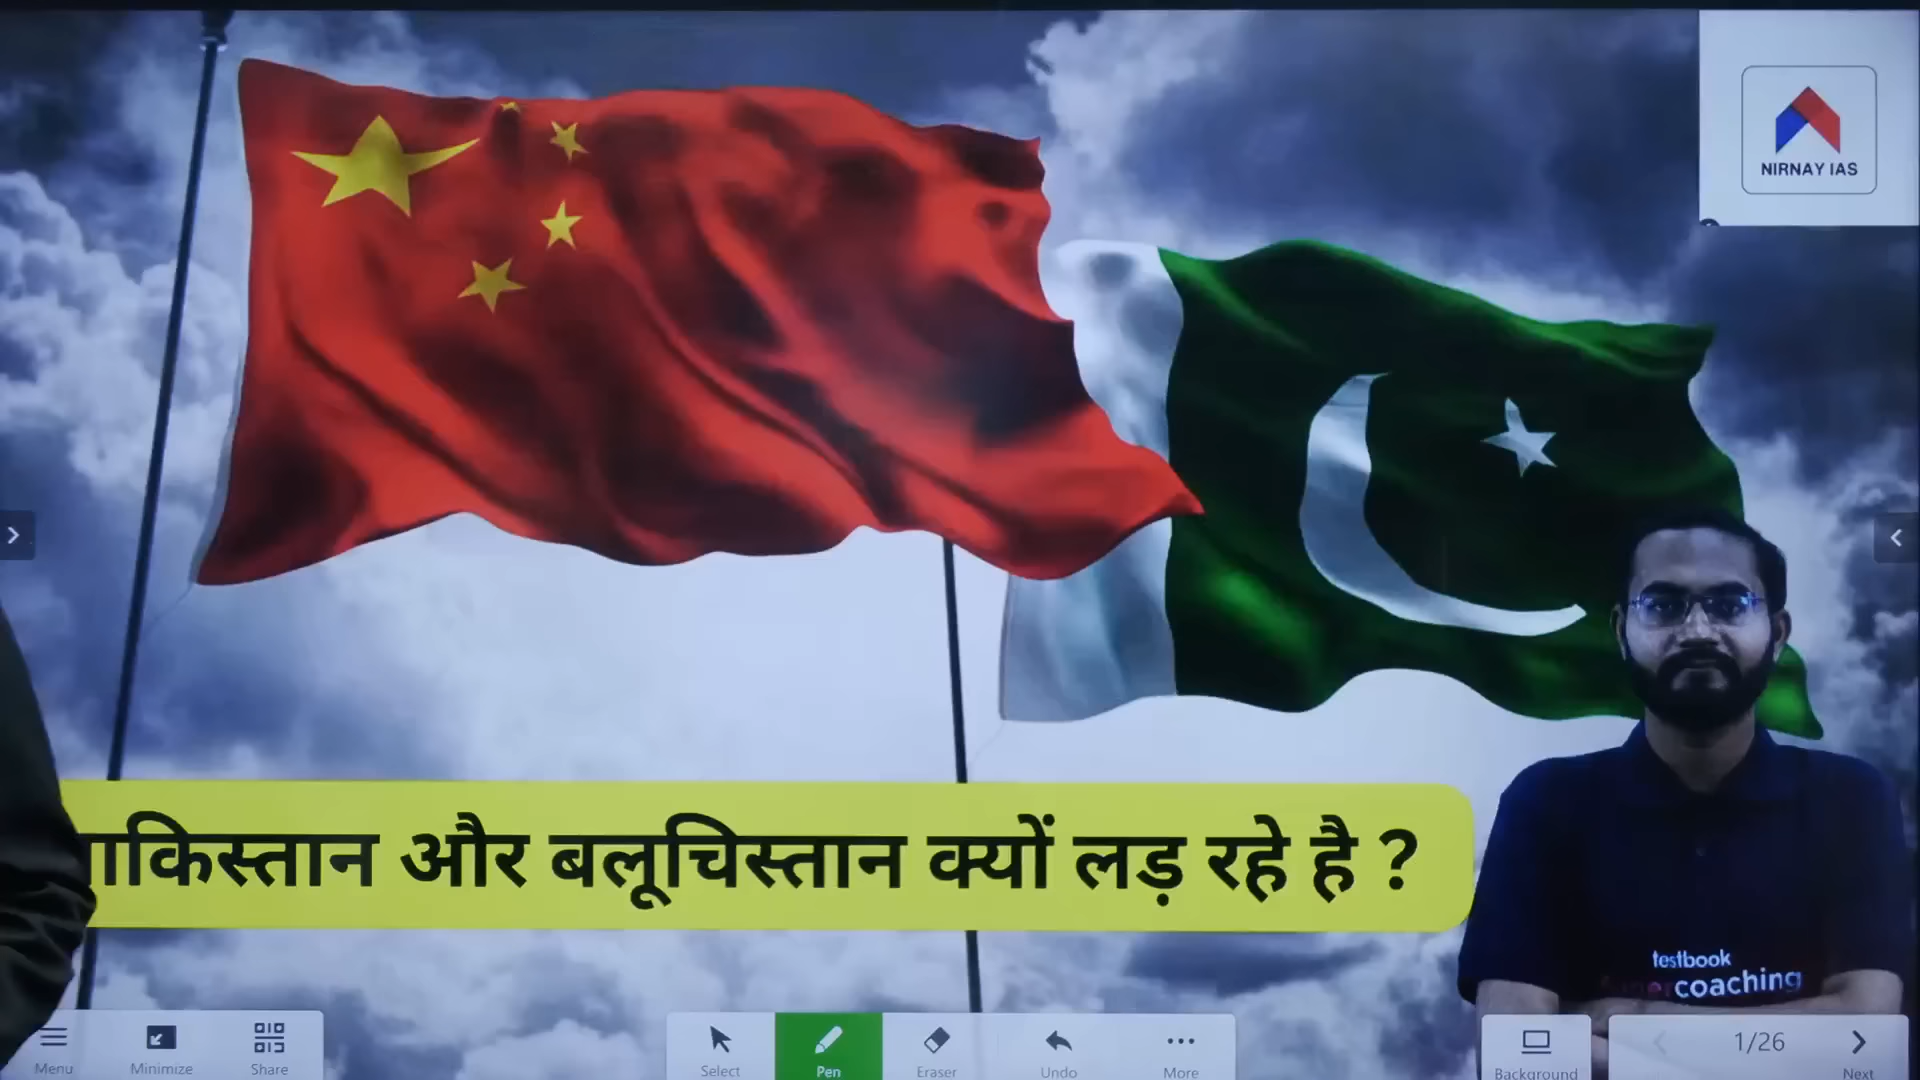 NIRNAY IAS
और बलूचिस्तान क्यों लड़ रहे है ?
testbook
coaching
Menu
Minimize
Share
Select
Pen
Eraser
Undo
More
Background
1/26
Next